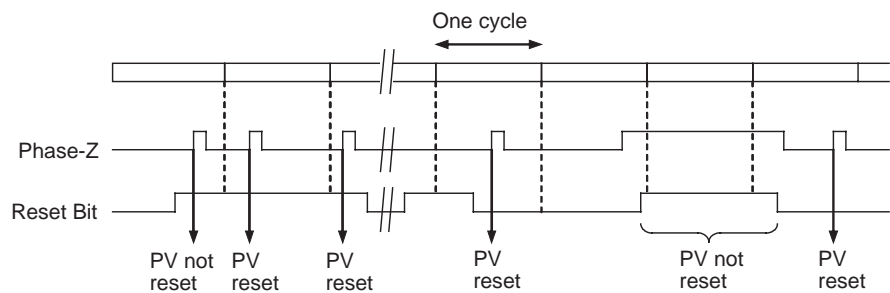 One cycle
Phase-Z
Reset Bit
PV not
reset
PV
reset
PV
reset
PV
reset
PV not
reset
PV
reset